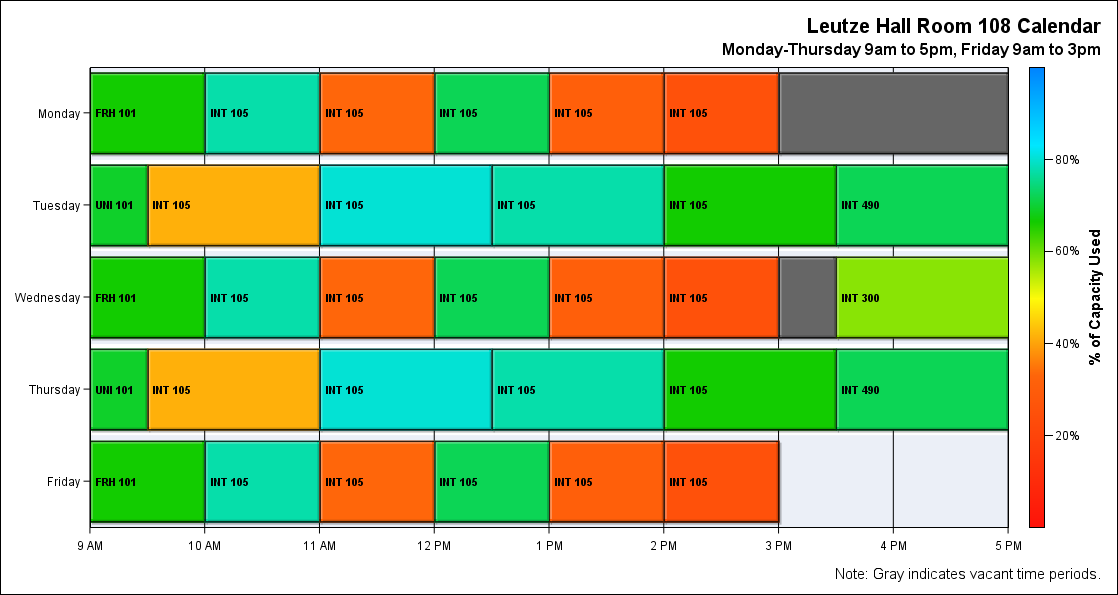 Leutze Hall Room 108 Calendar
Monday-Thursday 9am to 5pm, Friday 9am to 3pm
Monday
FRH 101 INT 105 INT 105 INT 105 INT 105 INT 105
Tuesday
UNI 101 INT 105 INT 105 INT 105 INT 105 INT 490
Wednesday
FRH 101 INT 105 INT 105 INT 105 INT 105 INT 105 INT 300
Thursday
UNI 101 INT 105 INT 105 INT 105 INT 105 INT 490
Friday
FRH 101 INT 105 INT 105 INT 105 INT 105 INT 105
9 AM 10 AM 11 AM 12 PM 1 PM 2 PM 3 PM 4 PM 5 PM
80%
60%
40%
20%
% of Capacity Used
Note: Gray indicates vacant time periods.